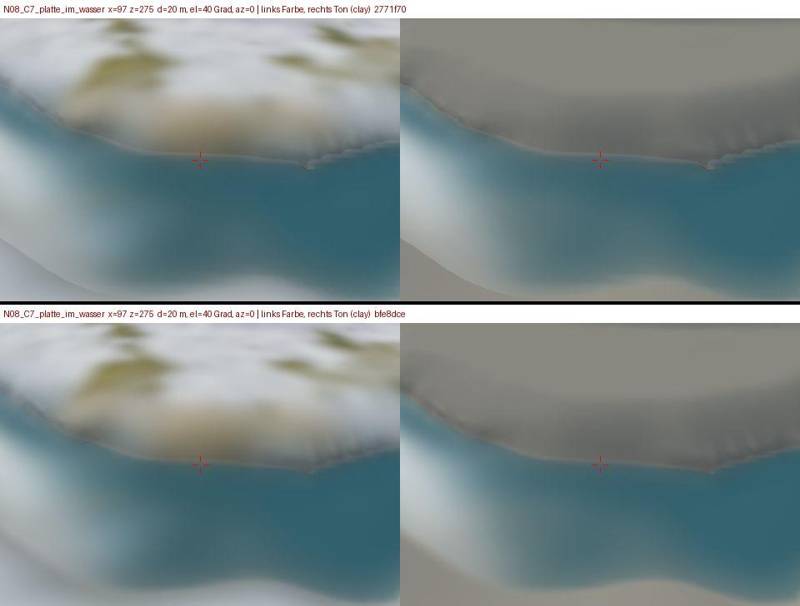 N08_C7_platte_im_wasser x=97 z=275 d=20 m, el=40 Grad, az=0 | links Farbe, rechts Ton (clay) 2771f70
N08_C7_platte_im_wasser x=97 z=275 d=20 m, el=40 Grad, az=0 | links Farbe, rechts Ton (clay) bfe8dce